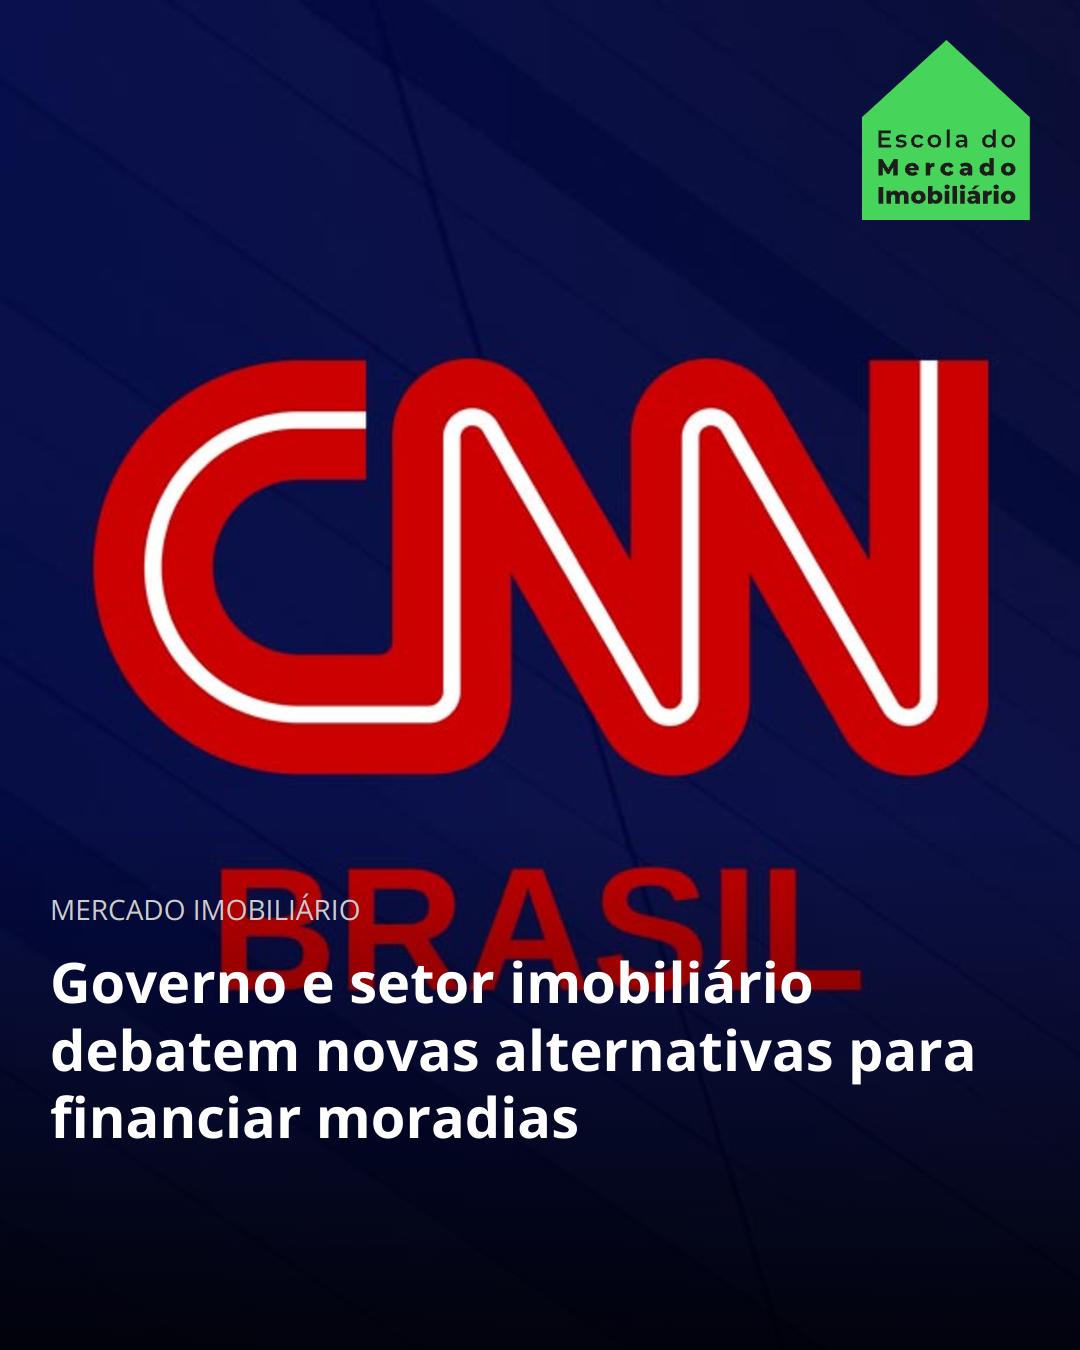 Escola do
Mercado
Imobiliário
CNN
BRASIL
MERCADO IMOBILIÁRIO
Governo e setor imobiliário
debatem novas alternativas para
financiar moradias